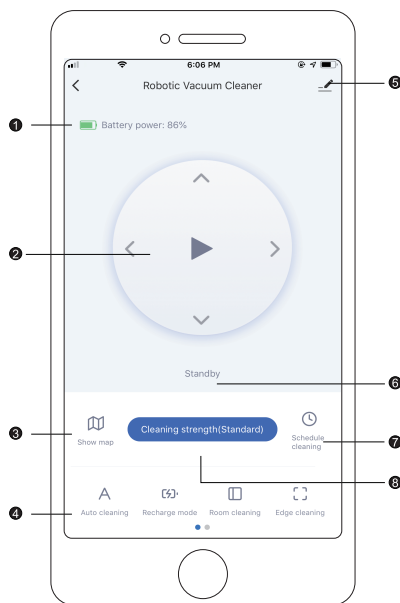 6:06 PM
Robotic Vacuum Cleaner
5
1
Battery power: 86%
2
Standby
6
3
Show map
Cleaning strength(Standard)
Schedule
cleaning
7
8
A
4
Auto cleaning
Recharge mode
Room cleaning
Edge cleaning